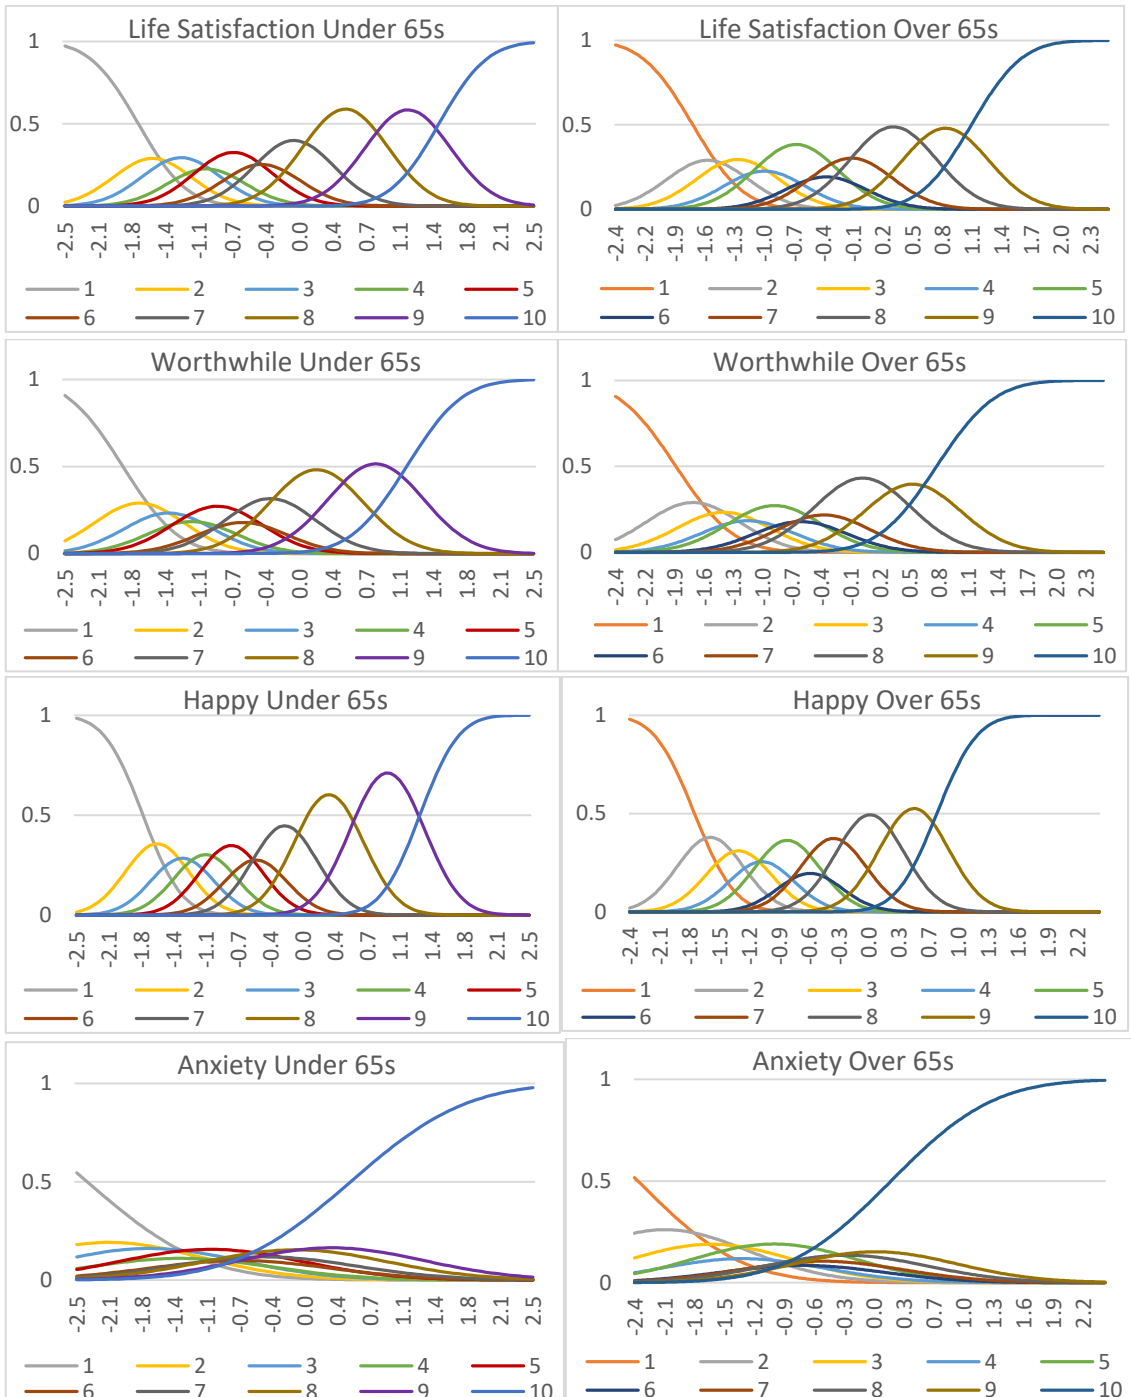 Life Satisfaction Under 65s
1
0.5
0
-2.5 -2.1 -1.8 -1.4 -1.1 -0.7 -0.4 0.0 0.4 0.7 1.1 1.4 1.8 2.1 2.5
1 2 3 4 5
6 7 8 9 10
Life Satisfaction Over 65s
1
0.5
0
-2.4 -2.2 -1.9 -1.6 -1.3 -1.0 -0.7 -0.4 -0.1 0.2 0.5 0.8 1.1 1.4 1.7 2.0 2.3
1 2 3 4 5
6 7 8 9 10
Worthwhile Under 65s
1
0.5
0
-2.5 -2.1 -1.8 -1.4 -1.1 -0.7 -0.4 0.0 0.4 0.7 1.1 1.4 1.8 2.1 2.5
1 2 3 4 5
6 7 8 9 10
Worthwhile Over 65s
1
0.5
0
-2.4 -2.2 -1.9 -1.6 -1.3 -1.0 -0.7 -0.4 -0.1 0.2 0.5 0.8 1.1 1.4 1.7 2.0 2.3
1 2 3 4 5
6 7 8 9 10
Happy Under 65s
1
0.5
0
-2.5 -2.1 -1.8 -1.4 -1.1 -0.7 -0.4 0.0 0.4 0.7 1.1 1.4 1.8 2.1 2.5
1 2 3 4 5
6 7 8 9 10
Happy Over 65s
1
0.5
0
-2.4 -2.1 -1.8 -1.5 -1.2 -0.9 -0.6 -0.3 0.0 0.3 0.7 1.0 1.3 1.6 1.9 2.2
1 2 3 4 5
6 7 8 9 10
Anxiety Under 65s
1
0.5
0
-2.5 -2.1 -1.8 -1.4 -1.1 -0.7 -0.4 0.0 0.4 0.7 1.1 1.4 1.8 2.1 2.5
1 2 3 4 5
6 7 8 9 10
Anxiety Over 65s
1
0.5
0
-2.4 -2.1 -1.8 -1.5 -1.2 -0.9 -0.6 -0.3 0.0 0.3 0.7 1.0 1.3 1.6 1.9 2.2
1 2 3 4 5
6 7 8 9 10